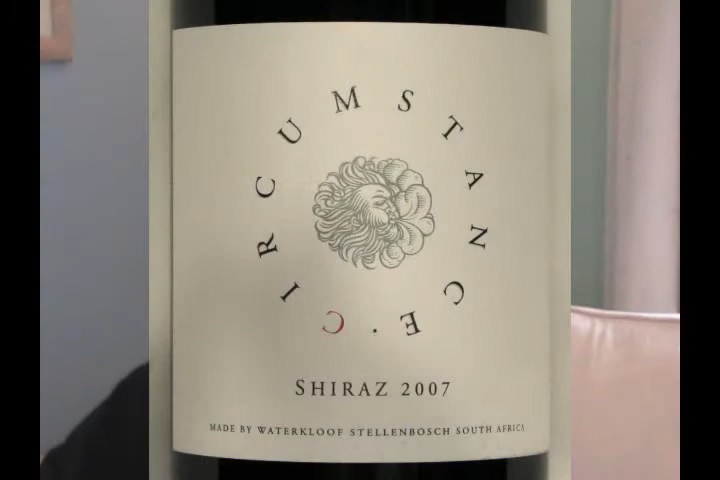 CIRCUMSTANCE.
SHIRAZ 2007
MADE BY WATERKLOOF STELLENBOSCH SOUTH AFRICA